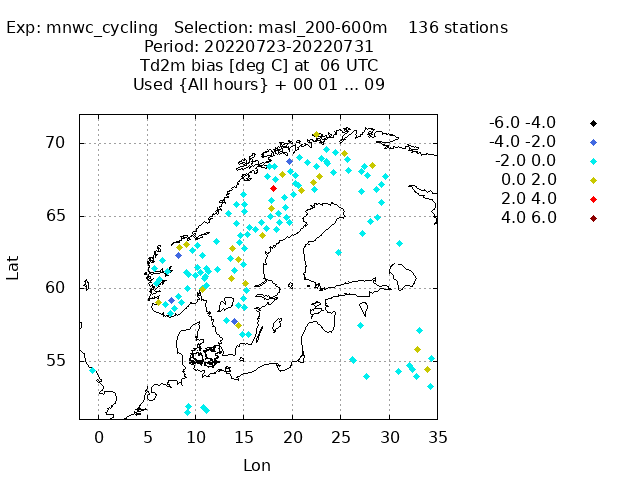 Exp: mnwc_cycling Selection: masl_200-600m 136 stations
Period: 20220723-20220731
Td2m bias [deg C] at 06 UTC
Used {All hours} + 00 01 ... 09
-6.0 -4.0
-4.0 -2.0
-2.0 0.0
0.0 2.0
2.0 4.0
4.0 6.0
70
65
60
55
Lat
0 5 10 15 20 25 30 35
Lon